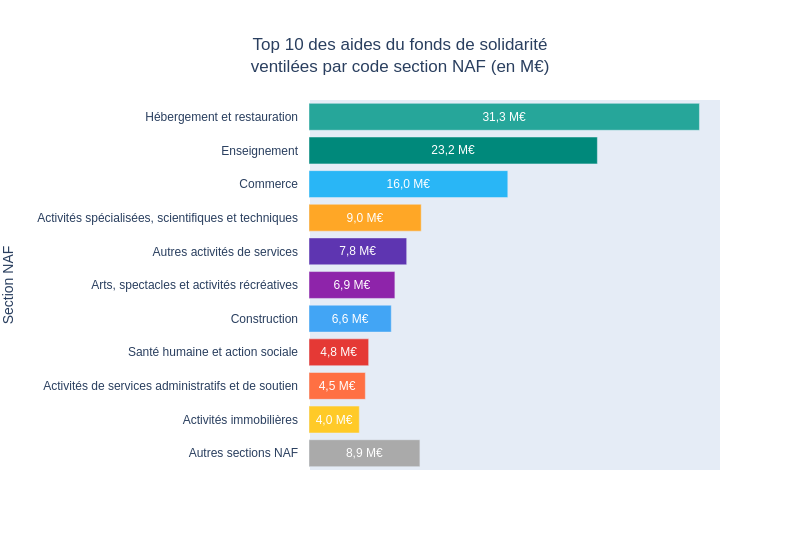 Top 10 des aides du fonds de solidarité
ventilées par code section NAF (en M€)
Section NAF
Hébergement et restauration 31,3 M€
Enseignement 23,2 M€
Commerce 16,0 M€
Activités spécialisées, scientifiques et techniques 9,0 M€
Autres activités de services 7,8 M€
Arts, spectacles et activités récréatives 6,9 M€
Construction 6,6 M€
Santé humaine et action sociale 4,8 M€
Activités de services administratifs et de soutien 4,5 M€
Activités immobilières 4,0 M€
Autres sections NAF 8,9 M€